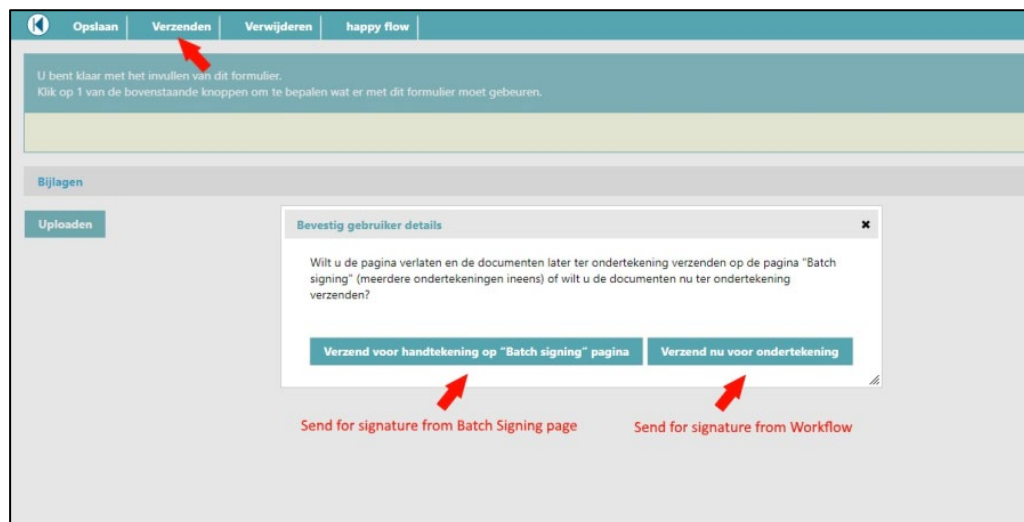 Opslaan Verzenden Verwijderen happy flow
U bent klaar met het invullen van dit formulier.
Klik op 1 van de bovenstaande knoppen om te bepalen wat er met dit formulier moet gebeuren.
Bijlagen
Uploaden
Bevestig gebruiker details
Wilt u de pagina verlaten en de documenten later ter ondertekening verzenden op de pagina "Batch
signing" (meerdere ondertekeningen ineens) of wilt u de documenten nu ter ondertekening
verzenden?
Verzend voor handtekening op "Batch signing" pagina Verzend nu voor ondertekening
Send for signature from Batch Signing page Send for signature from Workflow